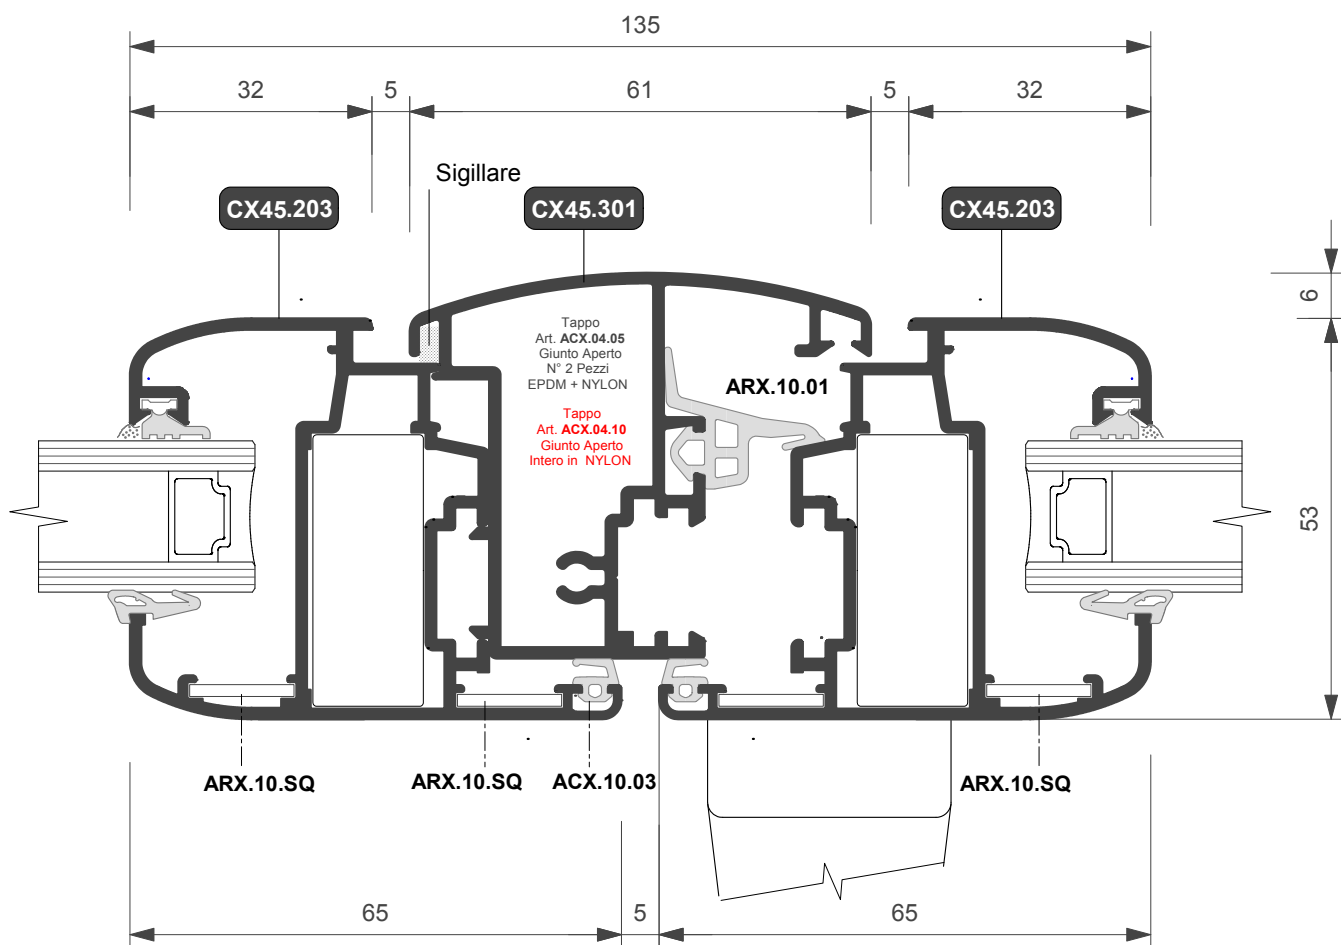 135
32 5 61 5 32
Sigillare
CX45.203 CX45.301 CX45.203
6
Tappo
Art. ACX.04.05
Giunto Aperto
N° 2 Pezzi
EPDM + NYLON
ARX.10.01
Tappo
Art. ACX.04.10
Giunto Aperto
Intero in NYLON
53
ARX.10.SQ ARX.10.SQ ACX.10.03 ARX.10.SQ
65 5 65